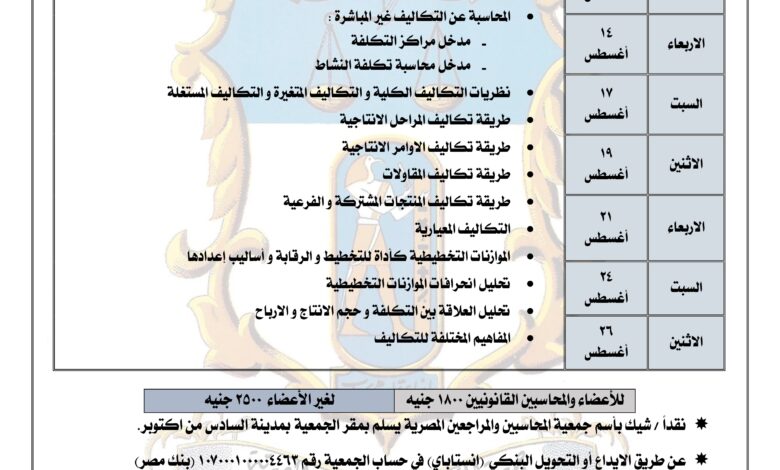 المحاسبة عن التكاليف غير المباشرة :
- مدخل مراكز التكلفة
- مدخل محاسبة تكلفة النشاط
نظريات التكاليف الكلية و التكاليف المتغيرة و التكاليف المستغلة
طريقة تكاليف المراحل الانتاجية
طريقة تكاليف الاوامر الانتاجية
طريقة تكاليف المقاولات
طريقة تكاليف المنتجات المشتركة و الفرعية
التكاليف المعيارية
الموازنات التخطيطية كأداة للتخطيط و الرقابة و أساليب إعدادها
تحليل انحرافات الموازنات التخطيطية
تحليل العلاقة بين التكلفة و حجم الانتاج و الارباح
المفاهيم المختلفة للتكاليف
الاربعاء ١٤ أغسطس
السبت ١٧ أغسطس
الاثنين ١٩ أغسطس
الاربعاء ٢١ أغسطس
السبت ٢٤ أغسطس
الاثنين ٢٦ أغسطس
للأعضاء والمحاسبين القانونيين ١٨٠٠ جنيه لغير الأعضاء ٢٥٠٠ جنيه
نقداً / شيك بأسم جمعية المحاسبين والمراجعين المصرية يسلم بمقر الجمعية بمدينة السادس من اكتوبر.
عن طريق الايداع أو التحويل البنكي (انستاباي) في حساب الجمعية رقم (بنك مصر)